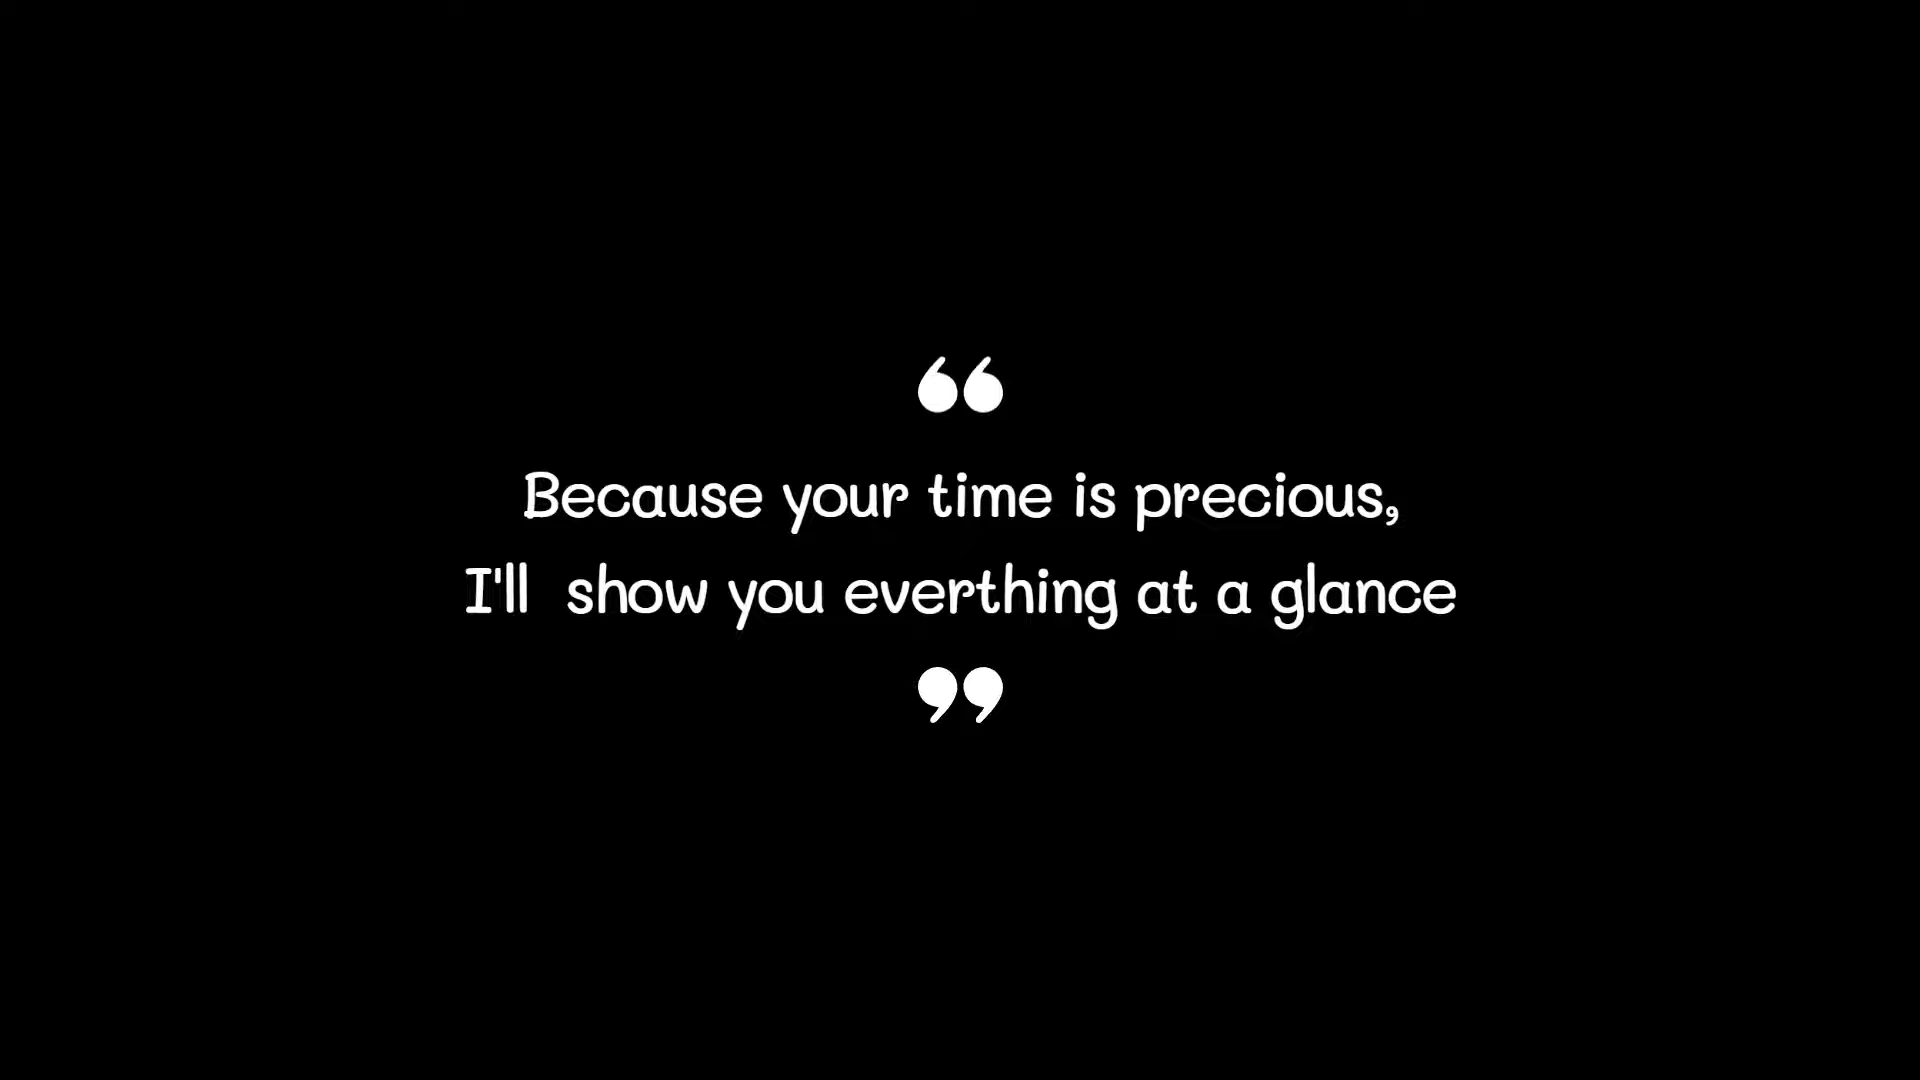 “
Because your time is precious,
I'll  show you everthing at a glance
”